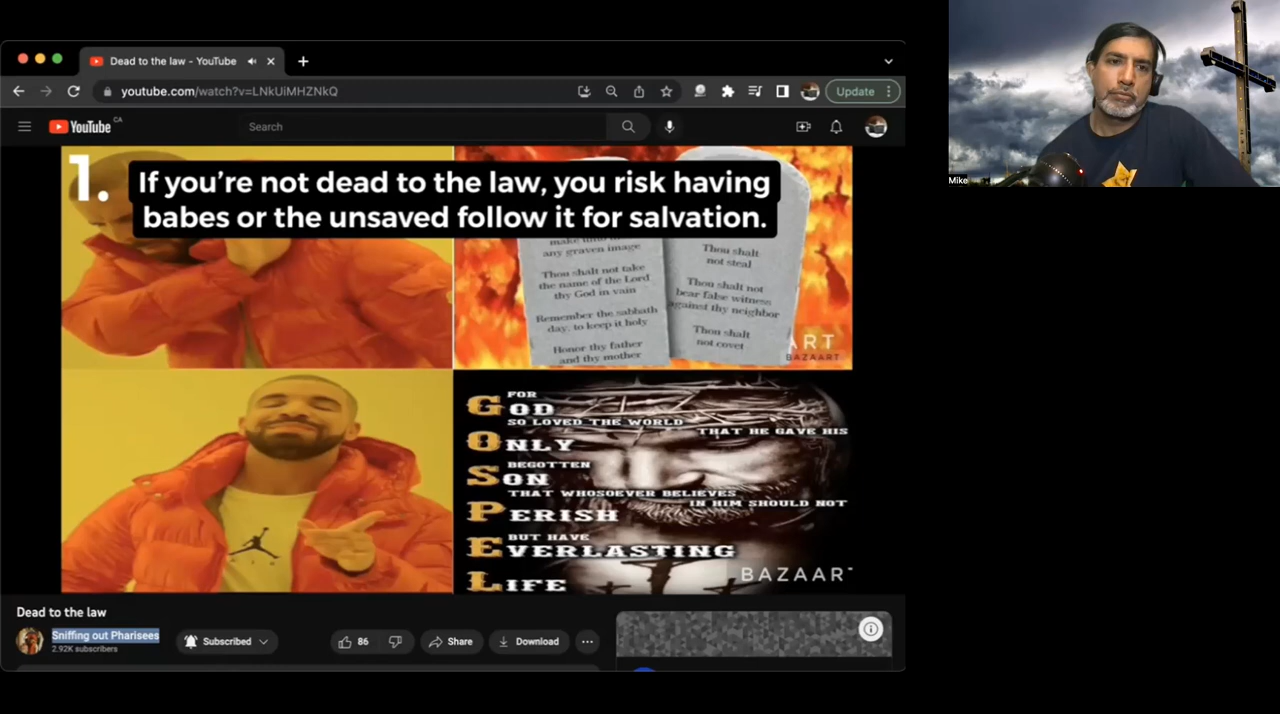 Dead to the law - YouTube
youtube.com/watch?v=LNkUiMHZNkQ
Update
YouTube CA
Search
1.
If you're not dead to the law, you risk having
babes or the unsaved follow it for salvation.
make unto
any graven image
Thou shalt not take
the name of the Lord
thy God in vain
Remember the sabbath
day, to keep it holy
Honor thy father
and thy mother
Thou shalt
not steal
Thou shalt not
bear false witness
against thy neighbor
Thou shalt
not covet
ART
BAZAART
FOR
GOD
SO LOVED THE WORLD
THAT HE GAVE HIS
ONLY
BEGOTTEN
SON
THAT WHOSOEVER BELIEVES
IN HIM SHOULD NOT
PERISH
BUT HAVE
EVERLASTING
LIFE
BAZAAR
Dead to the law
Sniffing out Pharisees
2.92K subscribers
Subscribed
86
Share
Download
Mike